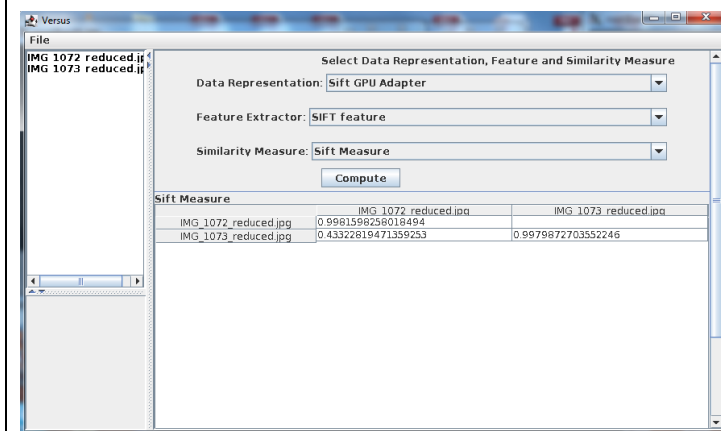 Versus
File
IMG 1072 reduced.jp
IMG 1073 reduced.jp
Select Data Representation, Feature and Similarity Measure
Data Representation: Sift GPU Adapter
Feature Extractor: SIFT feature
Similarity Measure: Sift Measure
Compute
Sift Measure
IMG 1072 reduced.jpg IMG 1073 reduced.jpg
IMG_1072_reduced.jpg 0.9981598258018494
IMG_1073_reduced.jpg 0.43322819471359253 0.9979872703552246